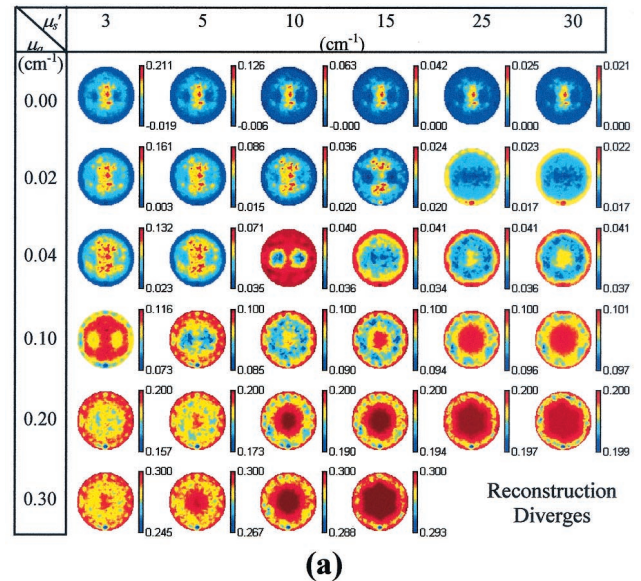 μs′ 3 5 10 15 25 30
μa (cm-1)
(cm-1)
0.211 0.126 0.063 0.042 0.025 0.021
0.00
-0.019 -0.006 -0.000 0.000 0.000 0.000
0.161 0.086 0.036 0.024 0.023 0.022
0.02
0.003 0.015 0.020 0.020 0.017 0.017
0.132 0.071 0.040 0.041 0.041 0.041
0.04
0.023 0.035 0.036 0.034 0.036 0.037
0.116 0.100 0.100 0.100 0.100 0.101
0.10
0.073 0.085 0.090 0.094 0.096 0.097
0.200 0.200 0.200 0.200 0.200 0.200
0.20
0.157 0.173 0.190 0.194 0.197 0.199
0.300 0.300 0.300 0.300
0.30
Reconstruction
Diverges
0.245 0.267 0.288 0.293
(a)